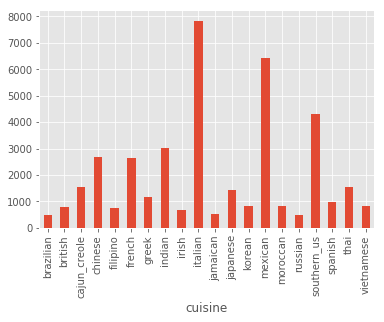 8000
7000
6000
5000
4000
3000
2000
1000
0
brazilian
british
cajun_creole
chinese
filipino
french
greek
indian
irish
italian
jamaican
japanese
korean
mexican
moroccan
russian
southern_us
spanish
thai
vietnamese
cuisine